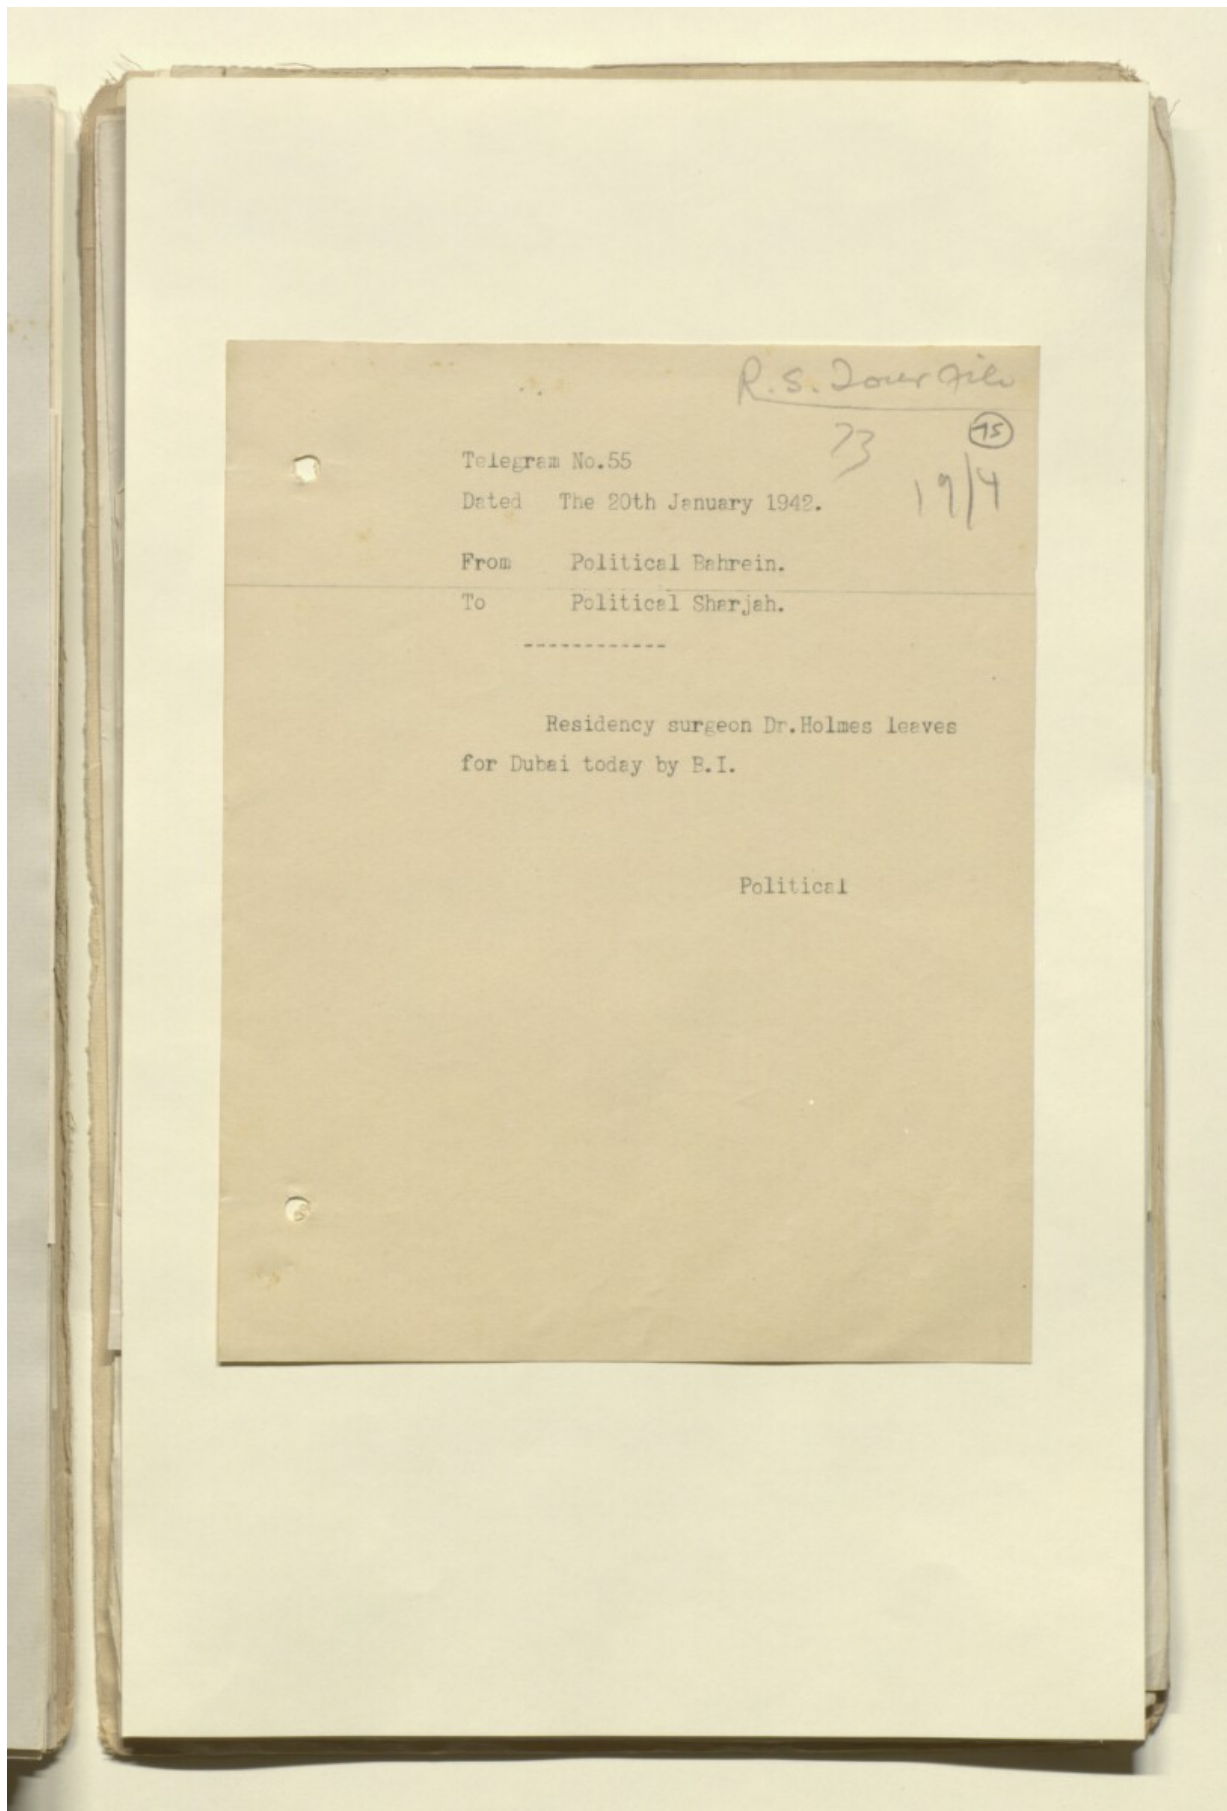 R.S. Tour File
73
75
19/4
Telegram No.55
Dated The 20th January 1942.
From Political Bahrein.
To Political Sharjah.
------------
Residency surgeon Dr.Holmes leaves
for Dubai today by B.I.
Political